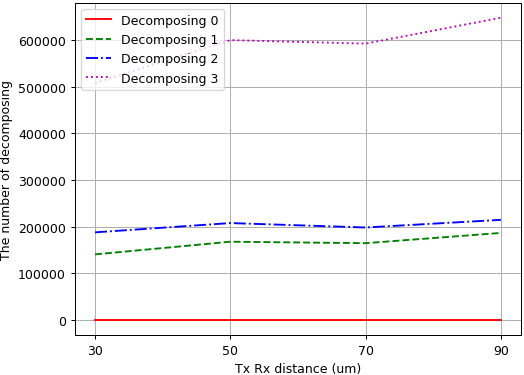 Decomposing 0
Decomposing 1
Decomposing 2
Decomposing 3
600000
500000
400000
300000
200000
100000
0
The number of decomposing
30 50 70 90
Tx Rx distance (um)